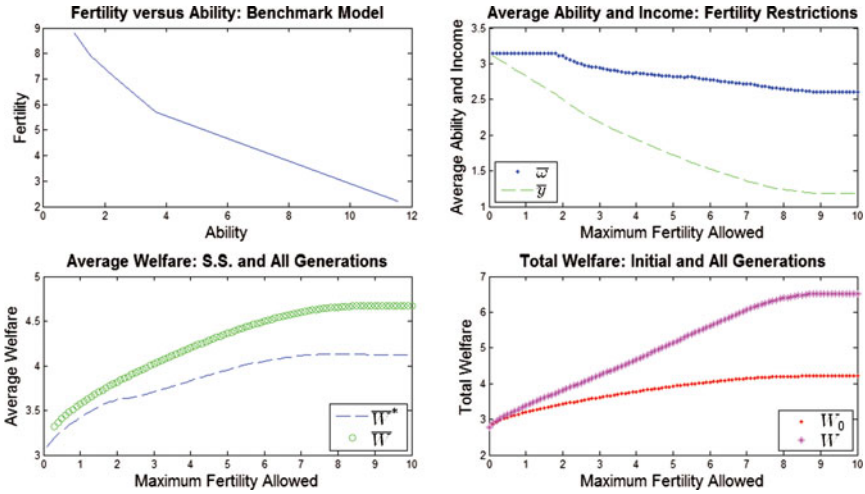 Fertility versus Ability: Benchmark Model
9
8
7
6
5
4
3
2
Fertility
0 2 4 6 8 10 12
Ability
Average Ability and Income: Fertility Restrictions
3.5
3
2.5
2
1.5
1
Average Ability and Income
ω̅
y̅
0 1 2 3 4 5 6 7 8 9 10
Maximum Fertility Allowed
Average Welfare: S.S. and All Generations
5
4.5
4
3.5
3
Average Welfare
W̅*
W̅
0 1 2 3 4 5 6 7 8 9 10
Maximum Fertility Allowed
Total Welfare: Initial and All Generations
7
6
5
4
3
2
Total Welfare
W₀
W
0 1 2 3 4 5 6 7 8 9 10
Maximum Fertility Allowed